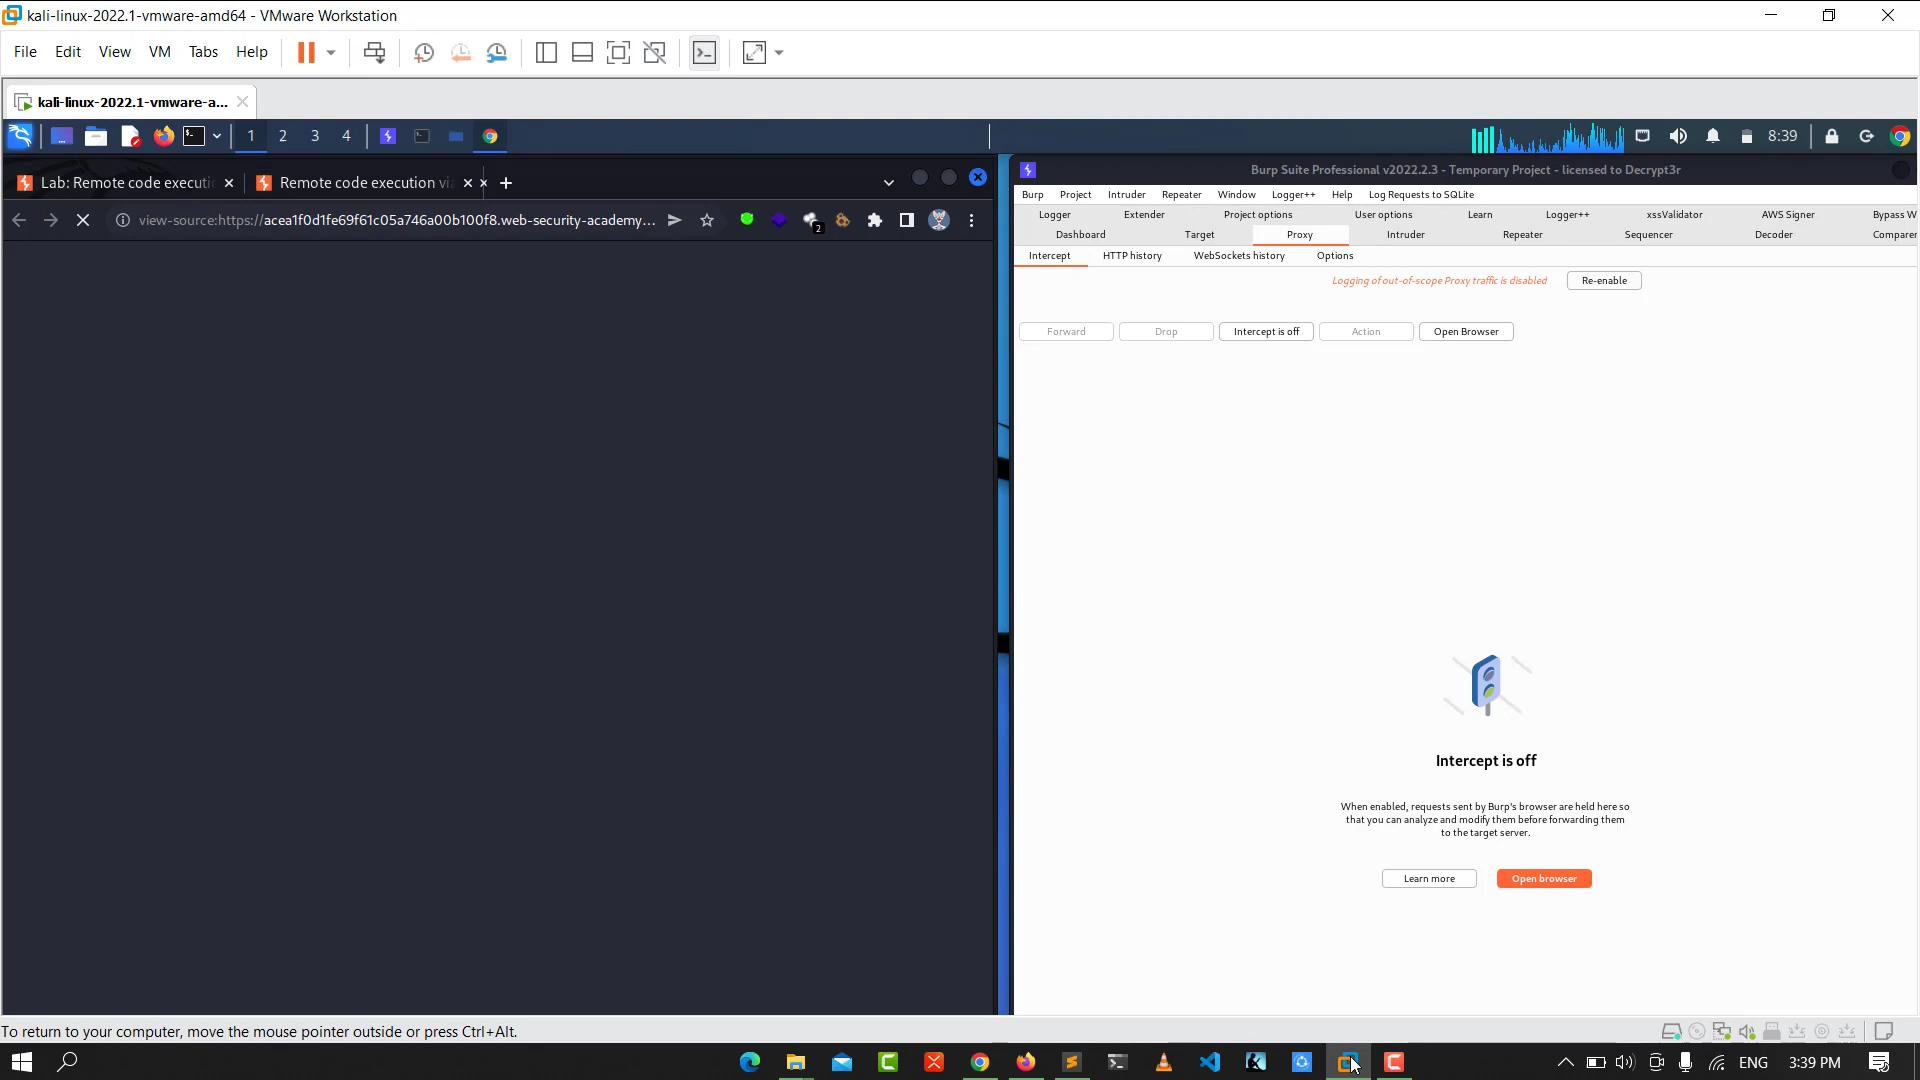 kali-linux-2022.1-vmware-amd64 - VMware Workstation
File Edit View VM Tabs Help
kali-linux-2022.1-vmware-a...
1 2 3 4
8:39
Lab: Remote code executi
Remote code execution via
view-source:https://acea1f0d1fe69f61c05a746a00b100f8.web-security-academy...
2
Burp Suite Professional v2022.2.3 - Temporary Project - licensed to Decrypt3r
Burp Project Intruder Repeater Window Logger++ Help Log Requests to SQLite
Logger Extender Project options User options Learn Logger++ xssValidator AWS Signer Bypass W
Dashboard Target Proxy Intruder Repeater Sequencer Decoder Comparer
Intercept HTTP history WebSockets history Options
Logging of out-of-scope Proxy traffic is disabled Re-enable
Forward Drop Intercept is off Action Open Browser
Intercept is off
When enabled, requests sent by Burp's browser are held here so
that you can analyze and modify them before forwarding them
to the target server.
Learn more Open browser
To return to your computer, move the mouse pointer outside or press Ctrl+Alt.
ENG 3:39 PM